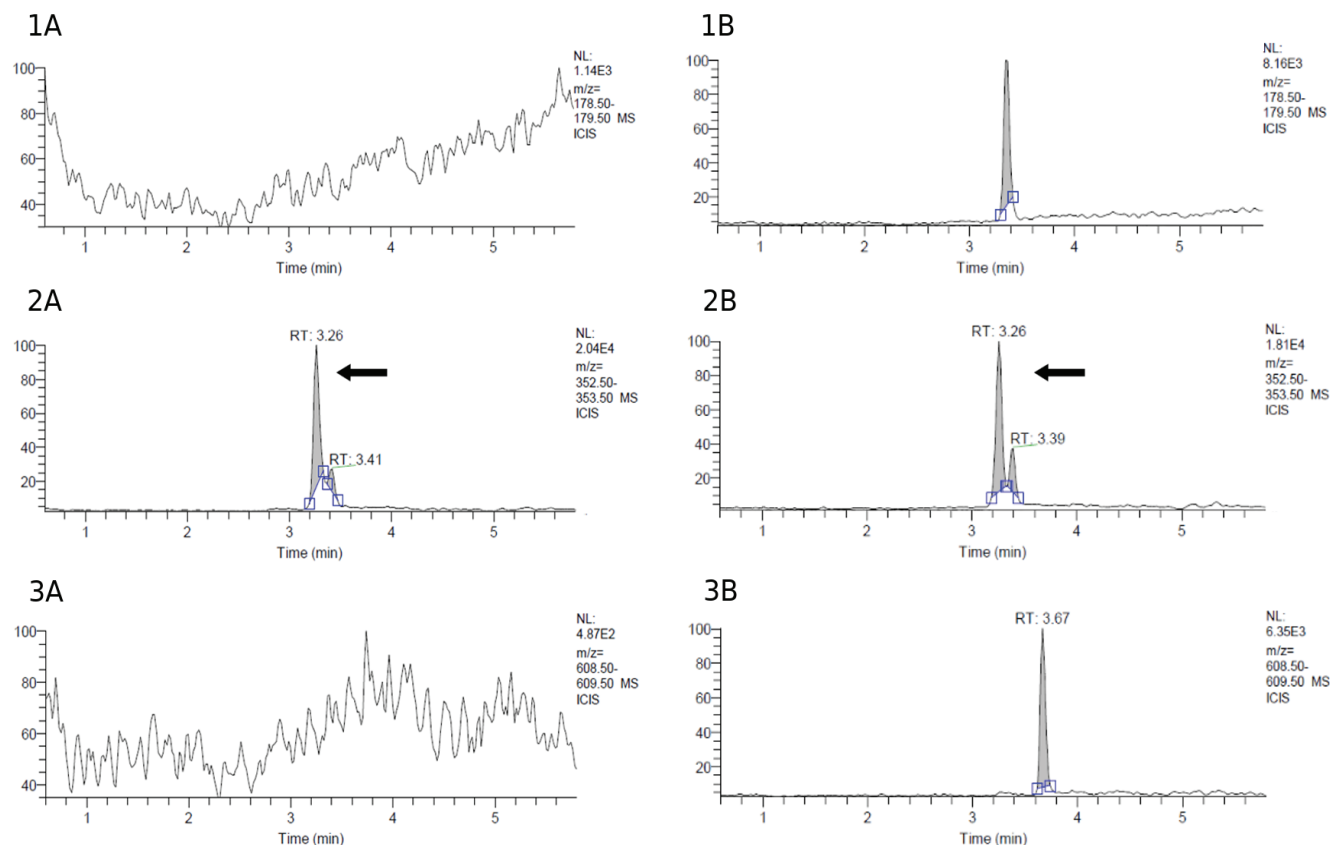 1A
NL:
1.14E3
m/z=
178.50-
179.50 MS
ICIS
100
80
60
40
1 2 3 4 5
Time (min)
1B
NL:
8.16E3
m/z=
178.50-
179.50 MS
ICIS
100
80
60
40
20
1 2 3 4 5
Time (min)
2A
RT: 3.26
RT: 3.41
NL:
2.04E4
m/z=
352.50-
353.50 MS
ICIS
100
80
60
40
20
1 2 3 4 5
Time (min)
2B
RT: 3.26
RT: 3.39
NL:
1.81E4
m/z=
352.50-
353.50 MS
ICIS
100
80
60
40
20
1 2 3 4 5
Time (min)
3A
NL:
4.87E2
m/z=
608.50-
609.50 MS
ICIS
100
80
60
40
1 2 3 4 5
Time (min)
3B
RT: 3.67
NL:
6.35E3
m/z=
608.50-
609.50 MS
ICIS
100
80
60
40
20
1 2 3 4 5
Time (min)